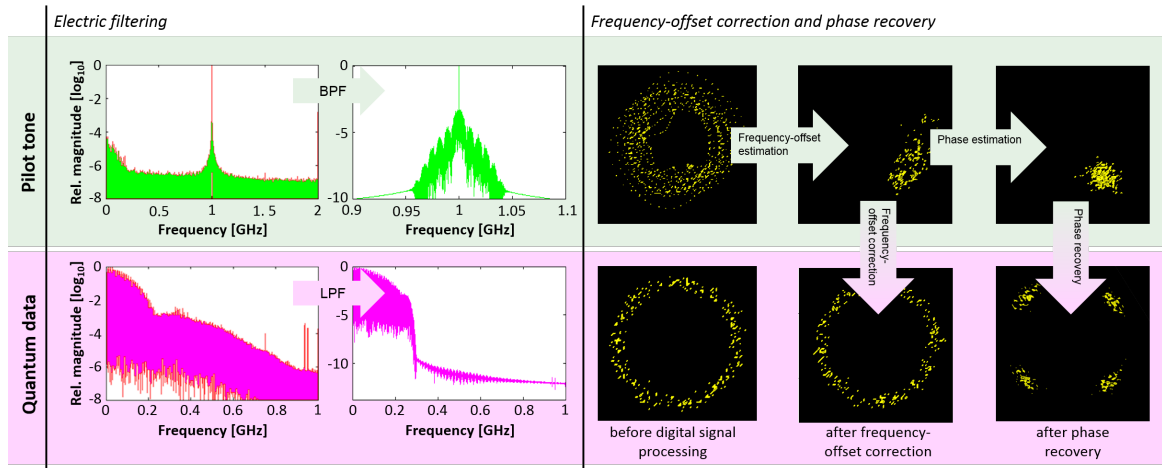 Electric filtering
Frequency-offset correction and phase recovery
Pilot tone
Rel. magnitude [log10]
0
-2
-4
-6
-8
0 0.5 1 1.5 2
Frequency [GHz]
BPF
0
-5
-10
0.9 0.95 1 1.05 1.1
Frequency [GHz]
Frequency-offset
estimation
Phase estimation
Frequency-
offset correction
Phase recovery
Quantum data
Rel. magnitude [log10]
0
-2
-4
-6
-8
0 0.2 0.4 0.6 0.8 1
Frequency [GHz]
LPF
0
-5
-10
0 0.2 0.4 0.6 0.8 1
Frequency [GHz]
before digital signal
processing
after frequency-
offset correction
after phase
recovery